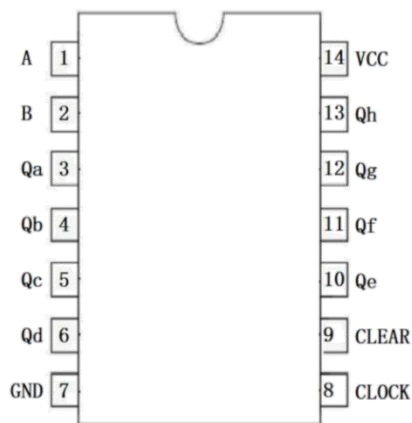 A 1 14 VCC
B 2 13 Qh
Qa 3 12 Qg
Qb 4 11 Qf
Qc 5 10 Qe
Qd 6 9 CLEAR
GND 7 8 CLOCK